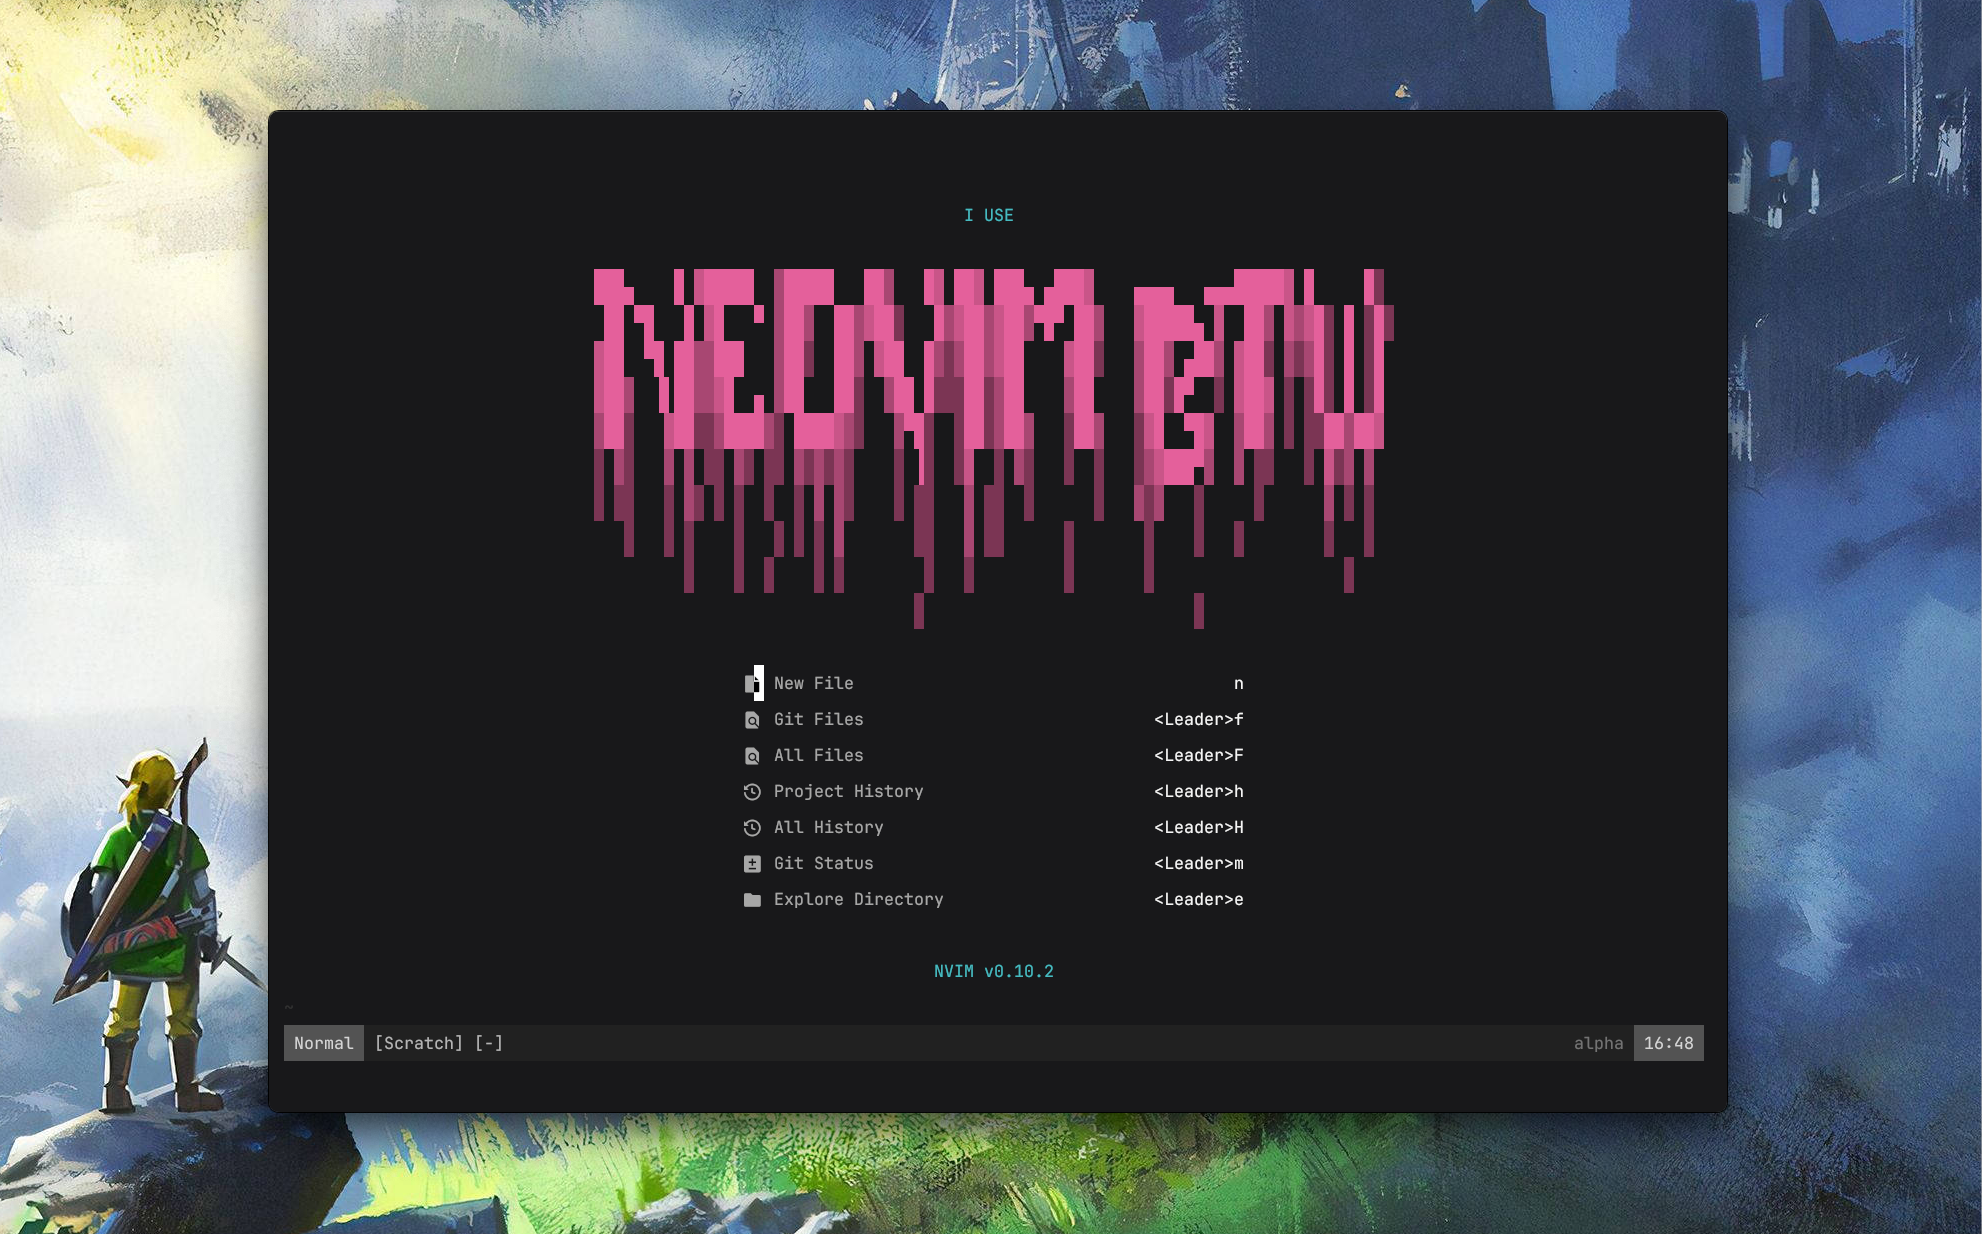 I USE
NEOVIM BTW
New File n
Git Files <Leader>f
All Files <Leader>F
Project History <Leader>h
All History <Leader>H
Git Status <Leader>m
Explore Directory <Leader>e
NVIM v0.10.2
~
Normal [Scratch] [-] alpha 16:48